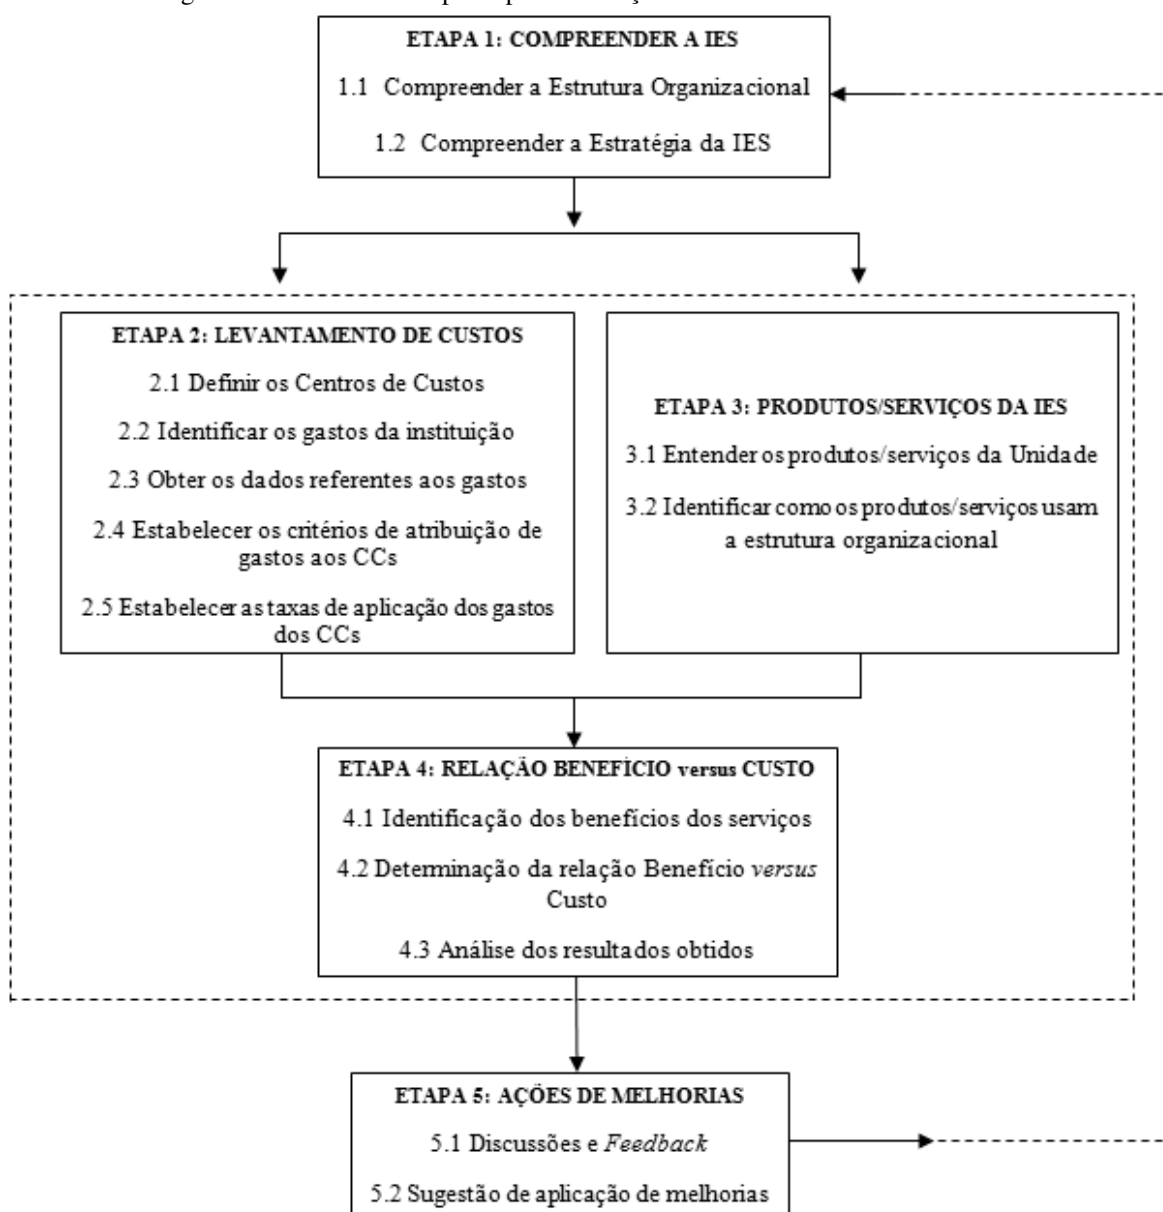 ETAPA 1: COMPREENDER A IES
1.1 Compreender a Estrutura Organizacional
1.2 Compreender a Estratégia da IES
ETAPA 2: LEVANTAMENTO DE CUSTOS
2.1 Definir os Centros de Custos
2.2 Identificar os gastos da instituição
2.3 Obter os dados referentes aos gastos
2.4 Estabelecer os critérios de atribuição de
gastos aos CCs
2.5 Estabelecer as taxas de aplicação dos gastos
dos CCs
ETAPA 3: PRODUTOS/SERVIÇOS DA IES
3.1 Entender os produtos/serviços da Unidade
3.2 Identificar como os produtos/serviços usam
a estrutura organizacional
ETAPA 4: RELAÇÃO BENEFÍCIO versus CUSTO
4.1 Identificação dos benefícios dos serviços
4.2 Determinação da relação Benefício versus
Custo
4.3 Análise dos resultados obtidos
ETAPA 5: AÇÕES DE MELHORIAS
5.1 Discussões e Feedback
5.2 Sugestão de aplicação de melhorias